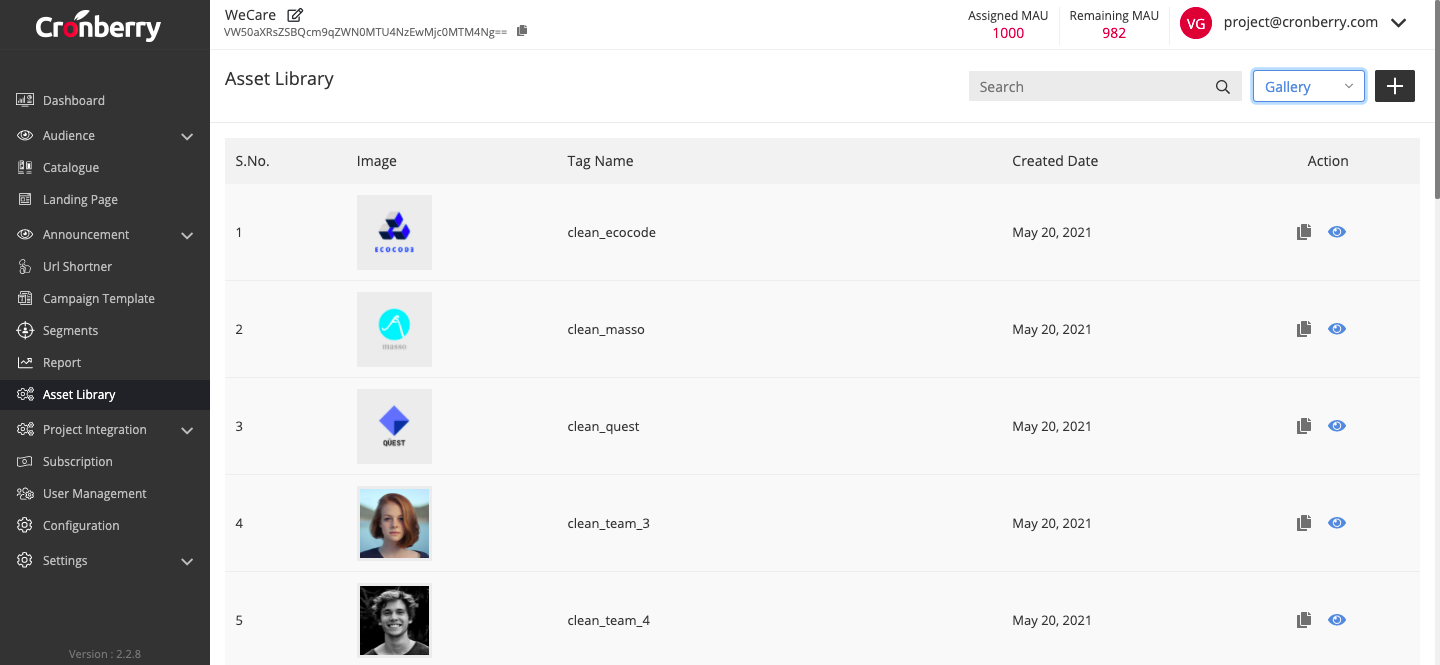 Cronberry
WeCare
VW50aXRsZSBQcm9qZWN0MTU4NzEwMjc0MTM4Ng==
Assigned MAU
1000
Remaining MAU
982
VG
project@cronberry.com
Asset Library
Search
Gallery
Dashboard
Audience
Catalogue
Landing Page
Announcement
Url Shortner
Campaign Template
Segments
Report
Asset Library
Project Integration
Subscription
User Management
Configuration
Settings
Version : 2.2.8
S.No. Image Tag Name Created Date Action
1 ECOCODE clean_ecocode May 20, 2021
2 masso clean_masso May 20, 2021
3 QUEST clean_quest May 20, 2021
4 clean_team_3 May 20, 2021
5 clean_team_4 May 20, 2021